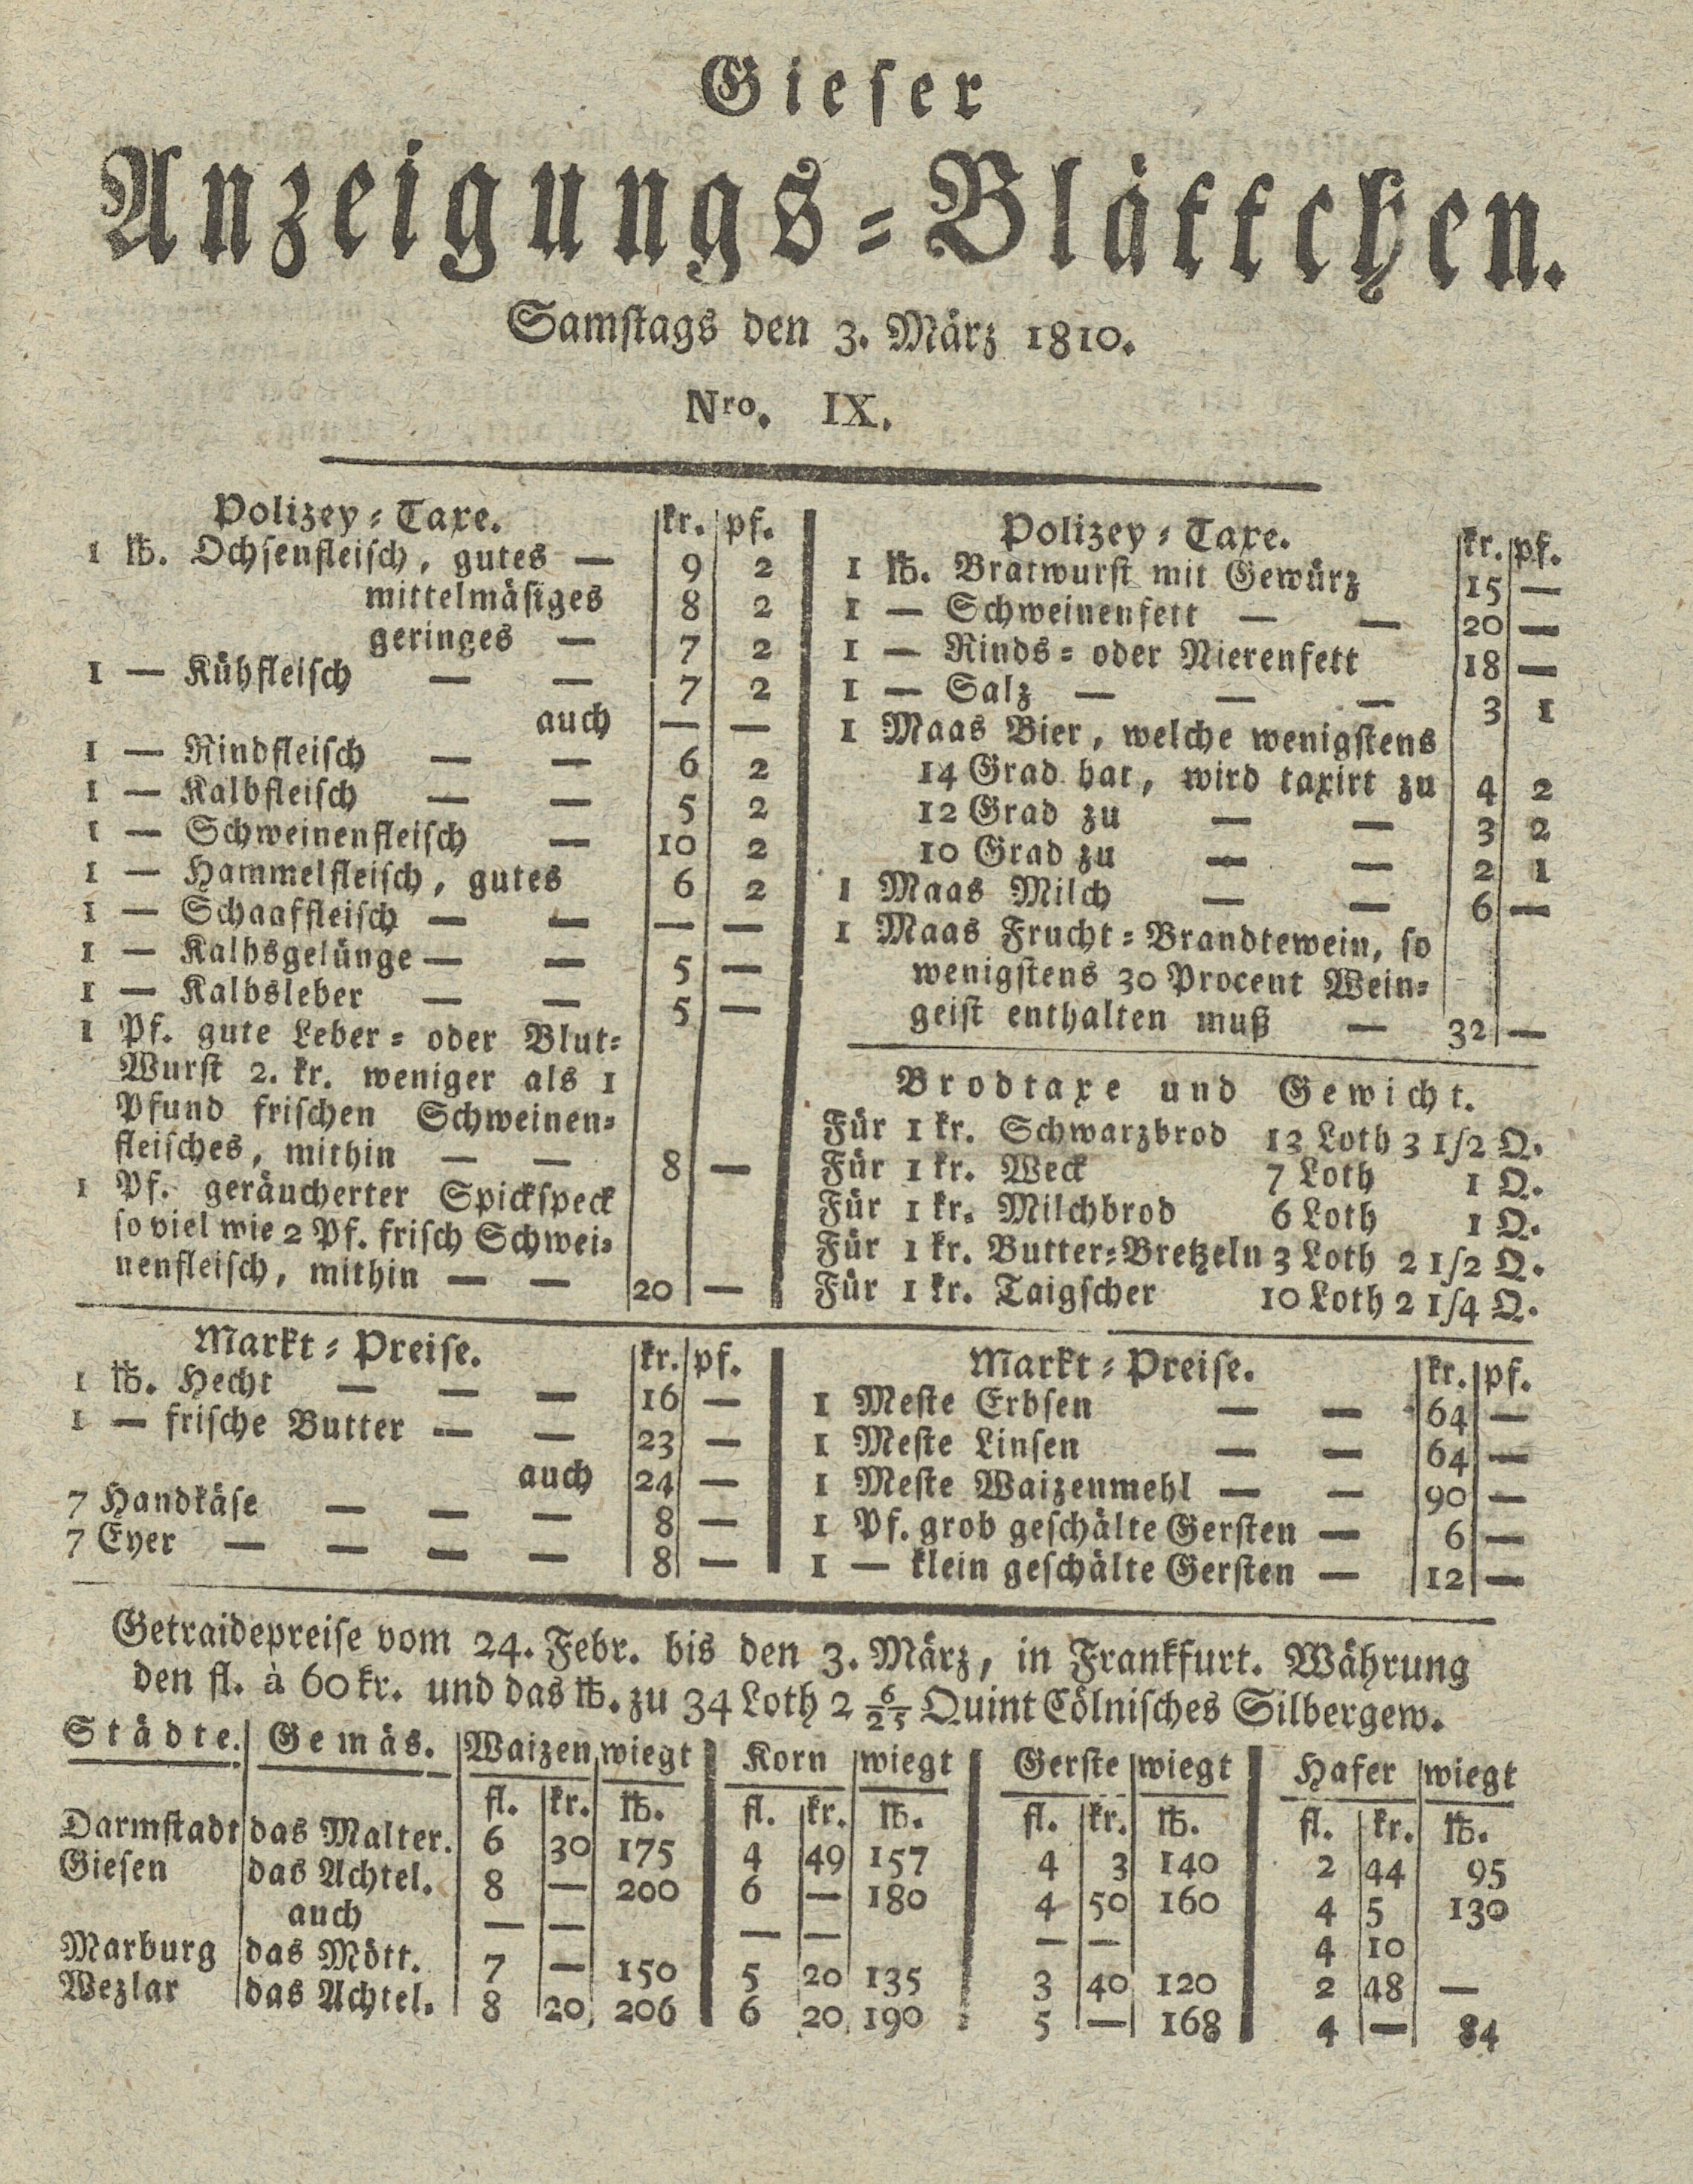 Gieser
Anzeigungs-Blättchen.
Samstags den 3. März 1810.
Nro. IX.
Polizey-Taxe. kr. pf.
1 ℔. Ochsenfleisch, gutes — 9 2
mittelmäsiges 8 2
geringes — 7 2
1 — Kühfleisch — — 7 2
auch — —
1 — Rindfleisch — — 6 2
1 — Kalbfleisch — — 5 2
1 — Schweinenfleisch — 10 2
1 — Hammelfleisch, gutes 6 2
1 — Schaaffleisch — — — —
1 — Kalbsgelünge — — 5 —
1 — Kalbsleber — — 5 —
1 Pf. gute Leber- oder Blut-
Wurst 2. kr. weniger als 1
Pfund frischen Schweinen-
fleisches, mithin — — 8 —
1 Pf. geräucherter Spickspeck
so viel wie 2 Pf. frisch Schwei-
nenfleisch, mithin — — 20 —
Polizey-Taxe. kr. pf.
1 ℔. Bratwurst mit Gewürz 15 —
1 — Schweinenfett — — 20 —
1 — Rinds- oder Nierenfett 18 —
1 — Salz — — — 3 1
1 Maas Bier, welche wenigstens
14 Grad hat, wird taxirt zu 4 2
12 Grad zu — — 3 2
10 Grad zu — — 2 1
1 Maas Milch — — 6 —
1 Maas Frucht-Brandtewein, so
wenigstens 30 Procent Wein-
geist enthalten muß — 32 —
Brodtaxe und Gewicht.
Für 1 kr. Schwarzbrod 13 Loth 3 1/2 Q.
Für 1 kr. Weck 7 Loth 1 Q.
Für 1 kr. Milchbrod 6 Loth 1 Q.
Für 1 kr. Butter-Bretzeln 3 Loth 2 1/2 Q.
Für 1 kr. Taigscher 10 Loth 2 1/4 Q.
Markt-Preise. kr. pf.
1 ℔. Hecht — — — 16 —
1 — frische Butter — — 23 —
auch 24 —
7 Handkäse — — — 8 —
7 Eyer — — — — 8 —
Markt-Preise. kr. pf.
1 Meste Erbsen — — 64 —
1 Meste Linsen — — 64 —
1 Meste Waizenmehl — — 90 —
1 Pf. grob geschälte Gersten — 6 —
1 — klein geschälte Gersten — 12 —
Getraidepreise vom 24. Febr. bis den 3. März, in Frankfurt. Währung
den fl. à 60 kr. und das ℔. zu 34 Loth 2 6/25 Quint Cölnisches Silbergew.
Städte. Gemäs. Waizen wiegt Korn wiegt Gerste wiegt Hafer wiegt
fl. kr. ℔. fl. kr. ℔. fl. kr. ℔. fl. kr. ℔.
Darmstadt das Malter. 6 30 175 4 49 157 4 3 140 2 44 95
Giesen das Achtel. 8 — 200 6 — 180 4 50 160 4 5 130
auch — — — — — — 4 10
Marburg das Mött. 7 — 150 5 20 135 3 40 120 2 48 —
Wezlar das Achtel. 8 20 206 6 20 190 5 — 168 4 — 84